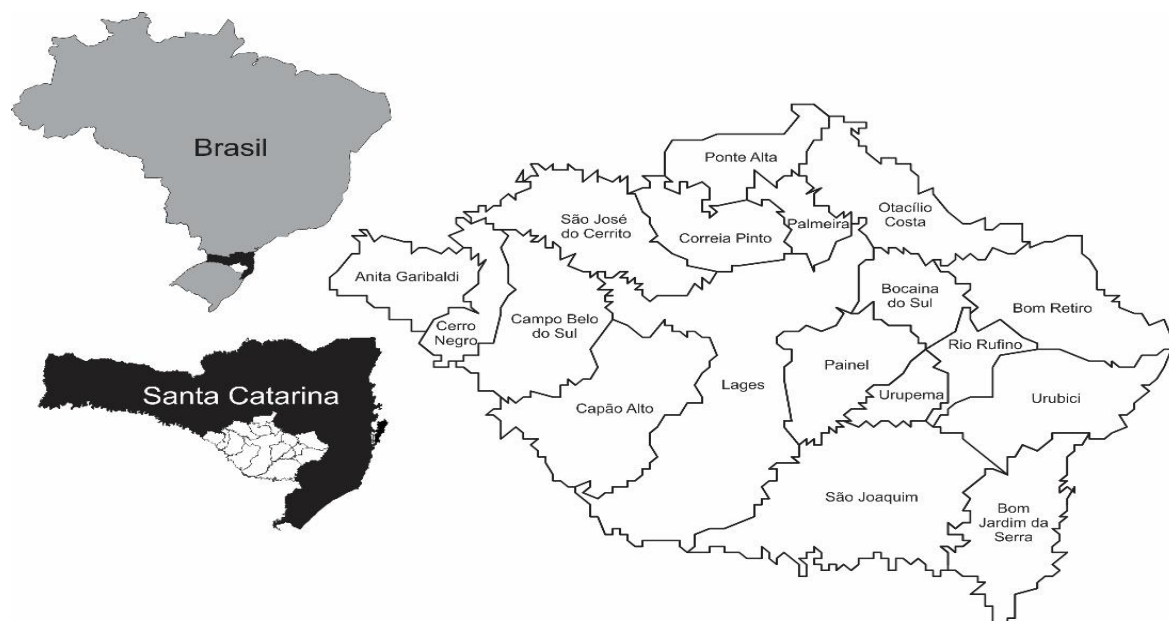 Brasil
Santa Catarina
Ponte Alta
Otacílio
Costa
São José
do Cerrito
Correia Pinto
Palmeira
Anita Garibaldi
Bocaina
do Sul
Bom Retiro
Cerro
Negro
Campo Belo
do Sul
Rio Rufino
Painel
Lages
Urupema
Urubici
Capão Alto
São Joaquim
Bom
Jardim da
Serra